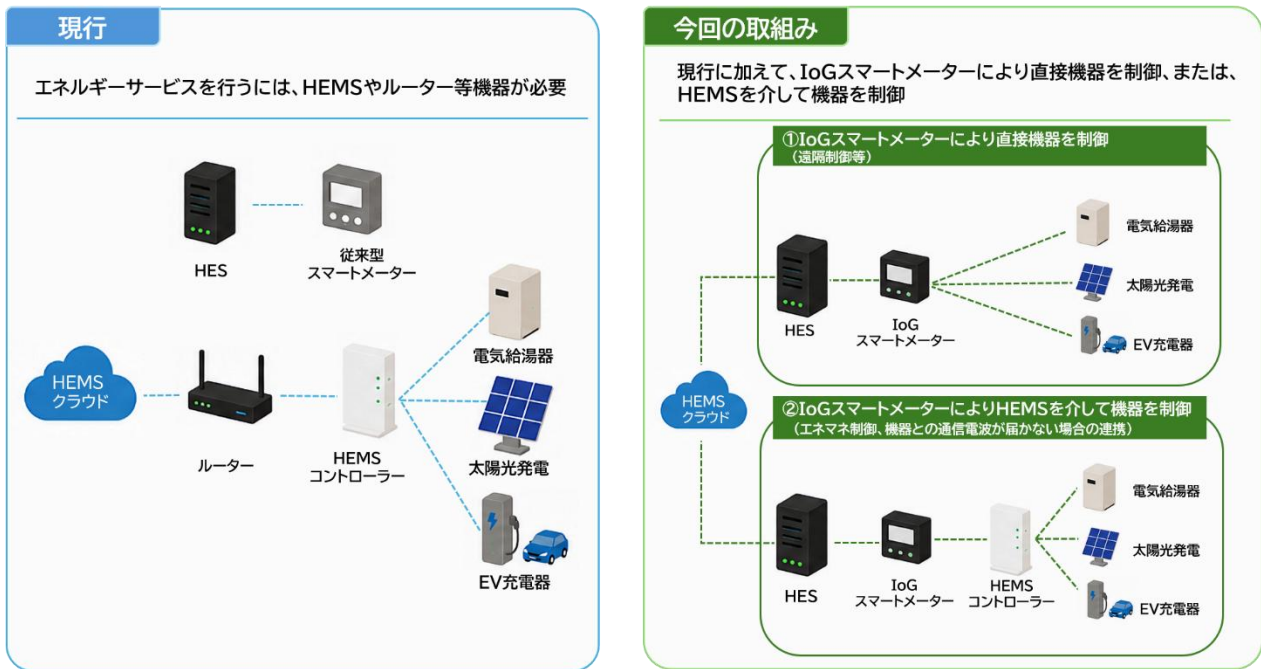 現行
エネルギーサービスを行うには、HEMSやルーター等機器が必要
HES
従来型
スマートメーター
電気給湯器
HEMS
クラウド
ルーター
HEMS
コントローラー
太陽光発電
EV充電器
今回の取組み
現行に加えて、IoGスマートメーターにより直接機器を制御、または、
HEMSを介して機器を制御
①IoGスマートメーターにより直接機器を制御
（遠隔制御等）
電気給湯器
太陽光発電
HES
IoG
スマートメーター
EV充電器
HEMS
クラウド
②IoGスマートメーターによりHEMSを介して機器を制御
（エネマネ制御、機器との通信電波が届かない場合の連携）
電気給湯器
太陽光発電
HES
IoG
スマートメーター
HEMS
コントローラー
EV充電器